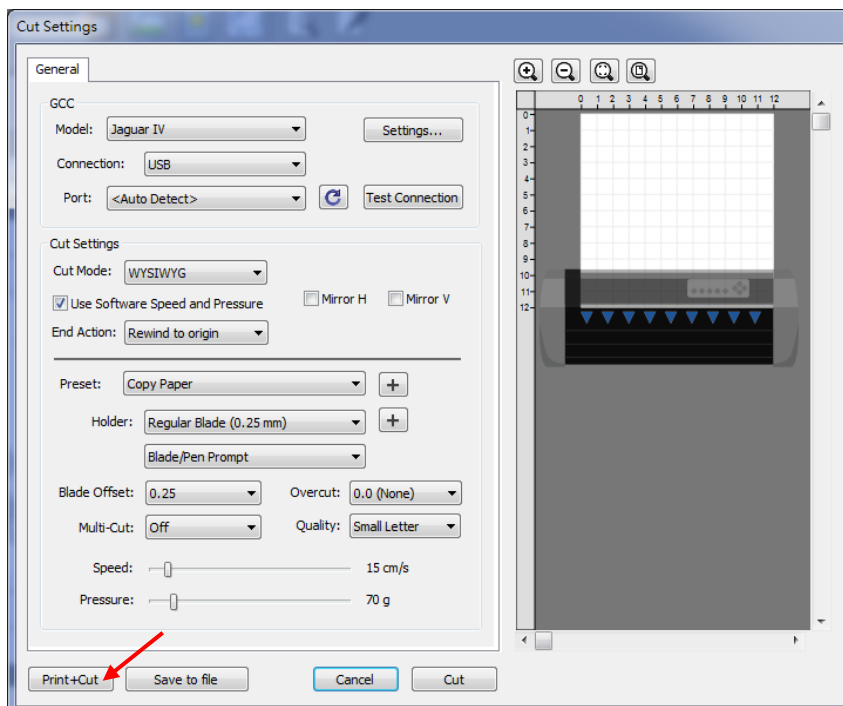 Cut Settings
General
GCC
Model: Jaguar IV Settings...
Connection: USB
Port: <Auto Detect> Test Connection
Cut Settings
Cut Mode: WYSIWYG
Use Software Speed and Pressure Mirror H Mirror V
End Action: Rewind to origin
Preset: Copy Paper +
Holder: Regular Blade (0.25 mm) +
Blade/Pen Prompt
Blade Offset: 0.25 Overcut: 0.0 (None)
Multi-Cut: Off Quality: Small Letter
Speed: 15 cm/s
Pressure: 70 g
Print+Cut Save to file Cancel Cut
0 1 2 3 4 5 6 7 8 9 10 11 12
0
1
2
3
4
5
6
7
8
9
10
11
12